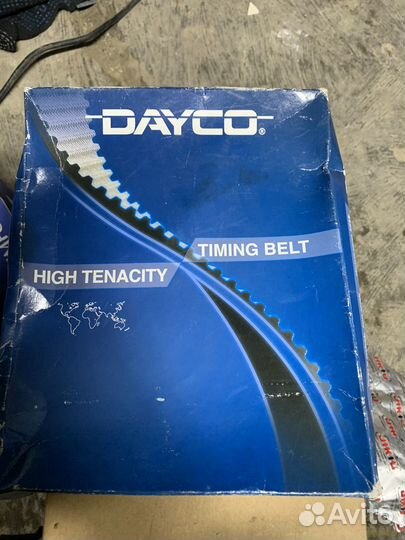 DAYCO®
TIMING BELT
HIGH TENACITY
Avito